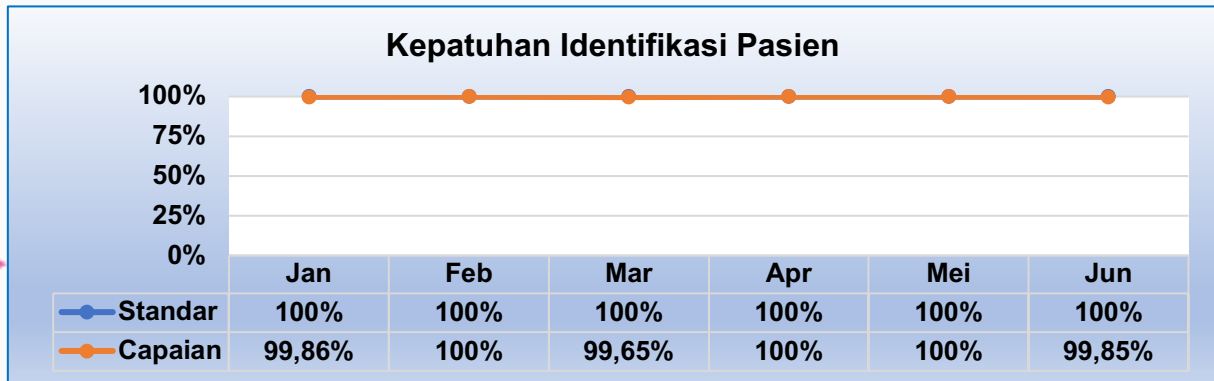 Kepatuhan Identifikasi Pasien
100%
75%
50%
25%
0%
Jan Feb Mar Apr Mei Jun
Standar 100% 100% 100% 100% 100% 100%
Capaian 99,86% 100% 99,65% 100% 100% 99,85%